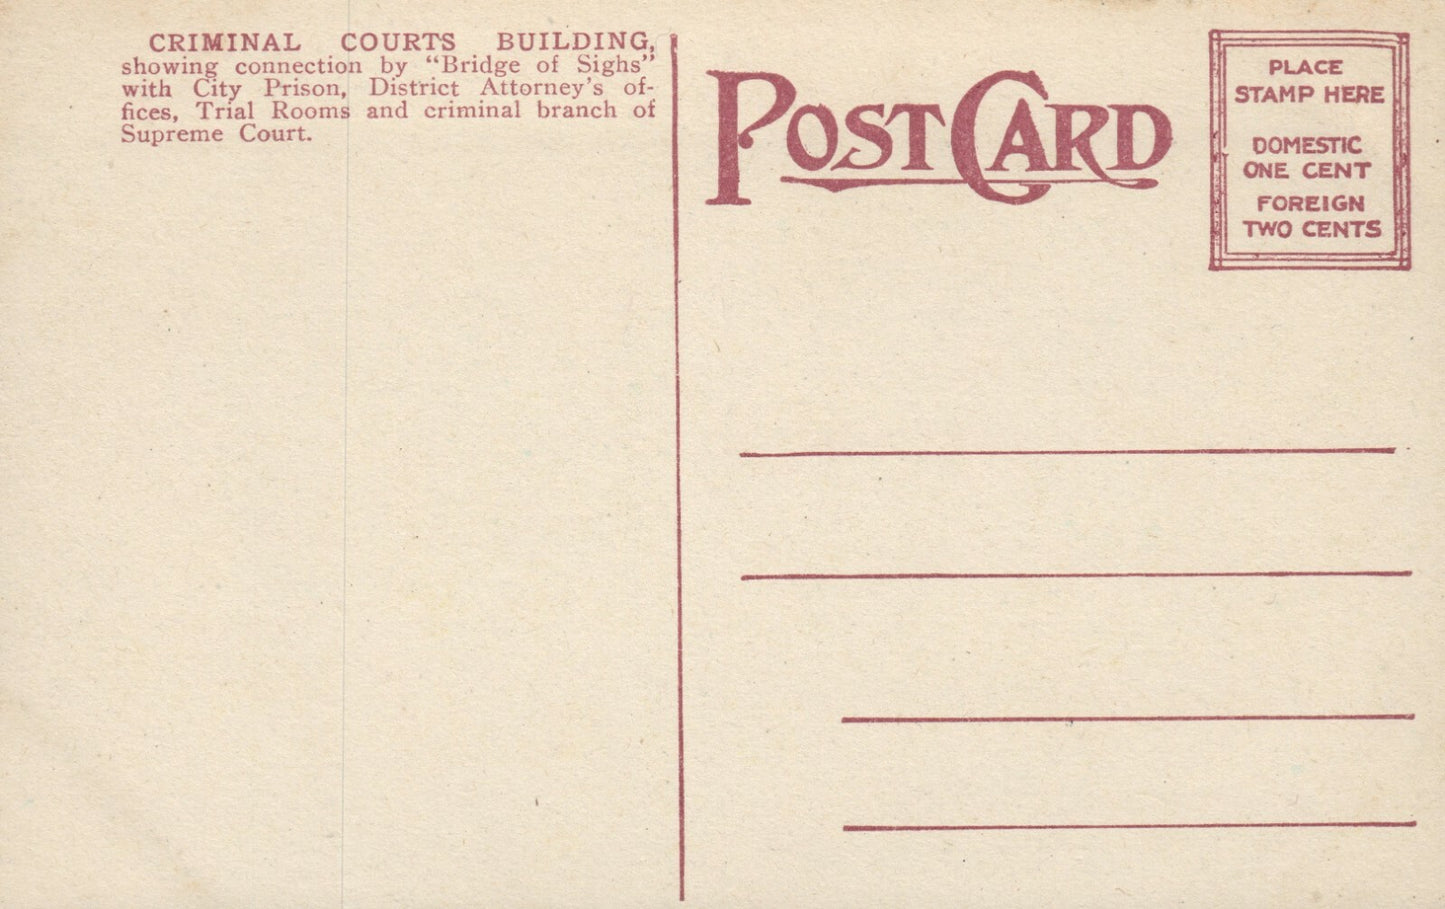 CRIMINAL COURTS BUILDING,
showing connection by “Bridge of Sighs”
with City Prison, District Attorney's of-
fices, Trial Rooms and criminal branch of
Supreme Court.
POST CARD
PLACE
STAMP HERE
DOMESTIC
ONE CENT
FOREIGN
TWO CENTS